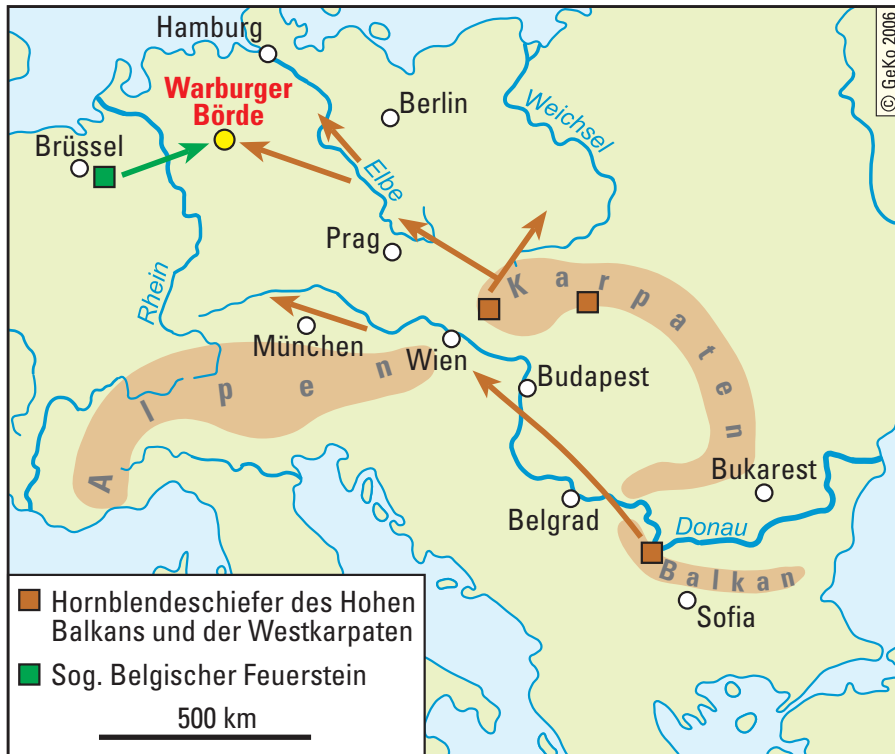 Hamburg
© GeKo 2006
Warburger
Börde
Berlin
Weichsel
Brüssel
Elbe
Prag
Rhein
Karpaten
München
Wien
Alpen
Budapest
Bukarest
Belgrad
Donau
Balkan
Sofia
Hornblendeschiefer des Hohen
Balkans und der Westkarpaten
Sog. Belgischer Feuerstein
500 km